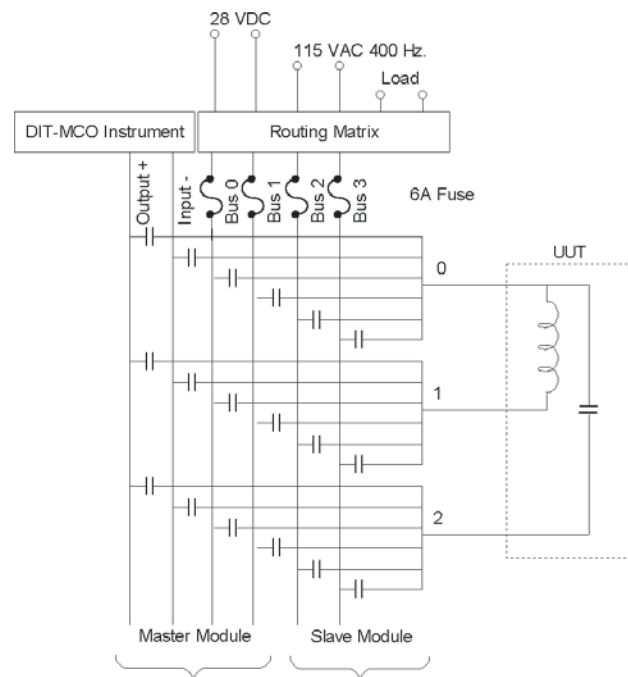 28 VDC
115 VAC 400 Hz.
Load
DIT-MCO Instrument
Routing Matrix
Output +
Input -
Bus 0
Bus 1
Bus 2
Bus 3
6A Fuse
0
UUT
1
2
Master Module
Slave Module